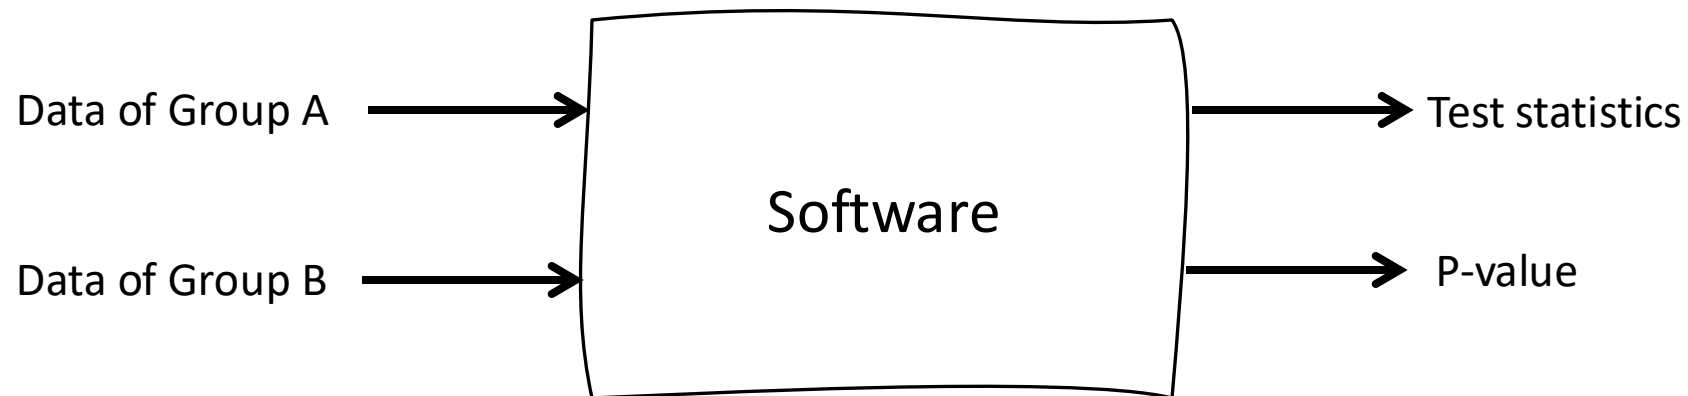 Data of Group A
Test statistics
Software
Data of Group B
P-value